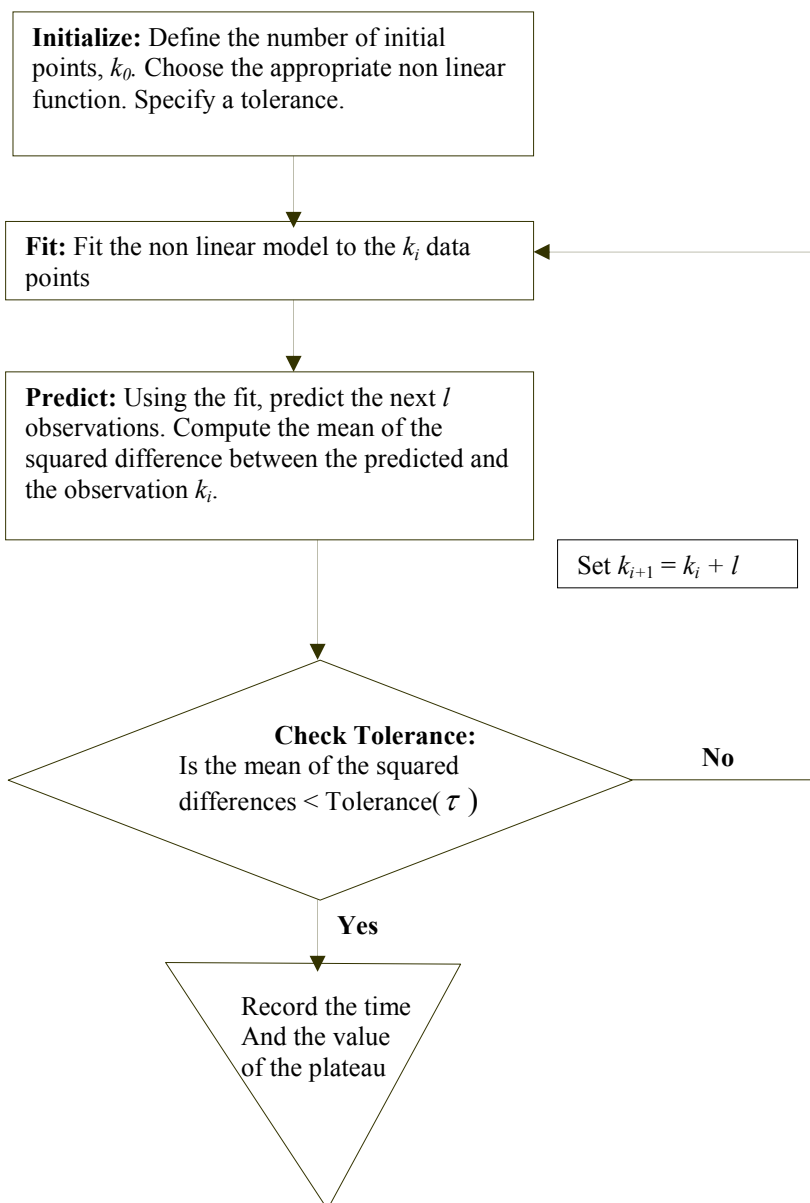 Initialize: Define the number of initial
points, k₀. Choose the appropriate non linear
function. Specify a tolerance.
Fit: Fit the non linear model to the kᵢ data
points
Predict: Using the fit, predict the next l
observations. Compute the mean of the
squared difference between the predicted and
the observation kᵢ.
Set kᵢ₊₁ = kᵢ + l
Check Tolerance:
Is the mean of the squared
differences < Tolerance( τ )
No
Yes
Record the time
And the value
of the plateau